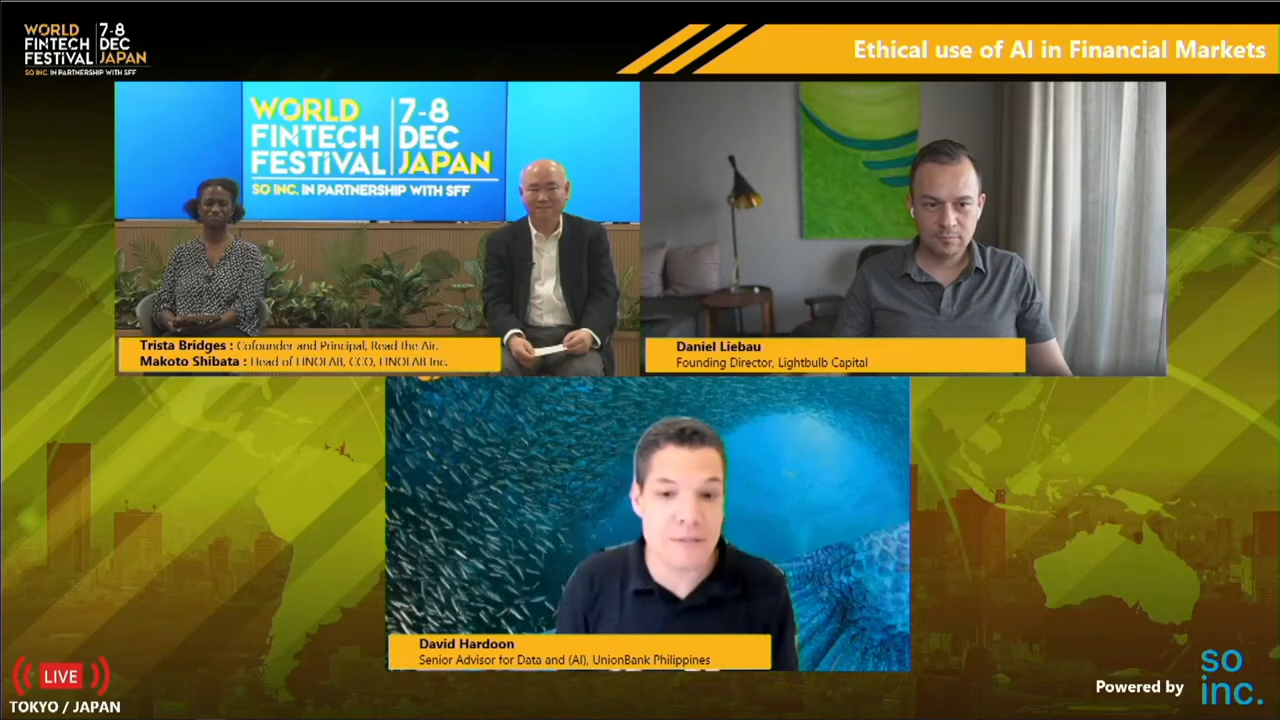 WORLD
FINTECH
FESTIVAL
7-8
DEC
JAPAN
SO INC. IN PARTNERSHIP WITH SFF
Ethical use of AI in Financial Markets
WORLD
FINTECH
FESTIVAL
7-8
DEC
JAPAN
SO INC. IN PARTNERSHIP WITH SFF
Trista Bridges : Cofounder and Principal, Read the Air.
Makoto Shibata : Head of FINOLAB, CCO, FINOLAB Inc.
Daniel Liebau
Founding Director, Lightbulb Capital
David Hardoon
Senior Advisor for Data and (AI), UnionBank Philippines
LIVE
TOKYO / JAPAN
Powered by
so
inc.